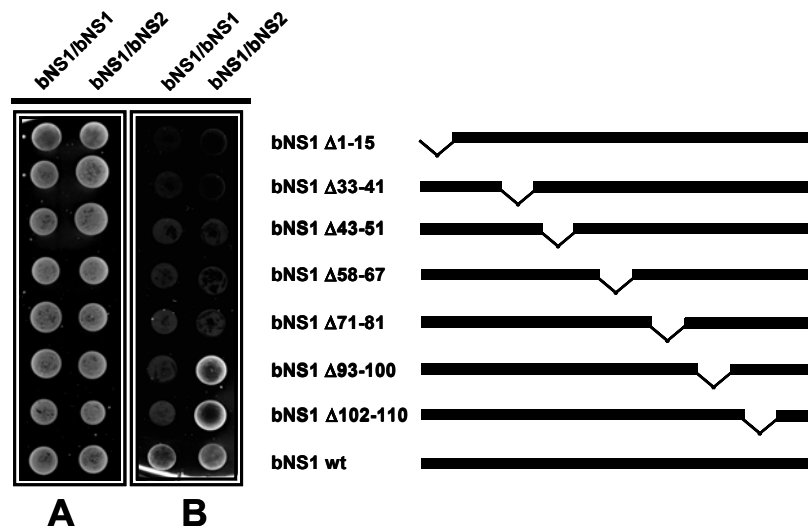 bNS1/bNS1
bNS1/bNS2
bNS1/bNS1
bNS1/bNS2
bNS1 Δ1-15
bNS1 Δ33-41
bNS1 Δ43-51
bNS1 Δ58-67
bNS1 Δ71-81
bNS1 Δ93-100
bNS1 Δ102-110
bNS1 wt
A
B